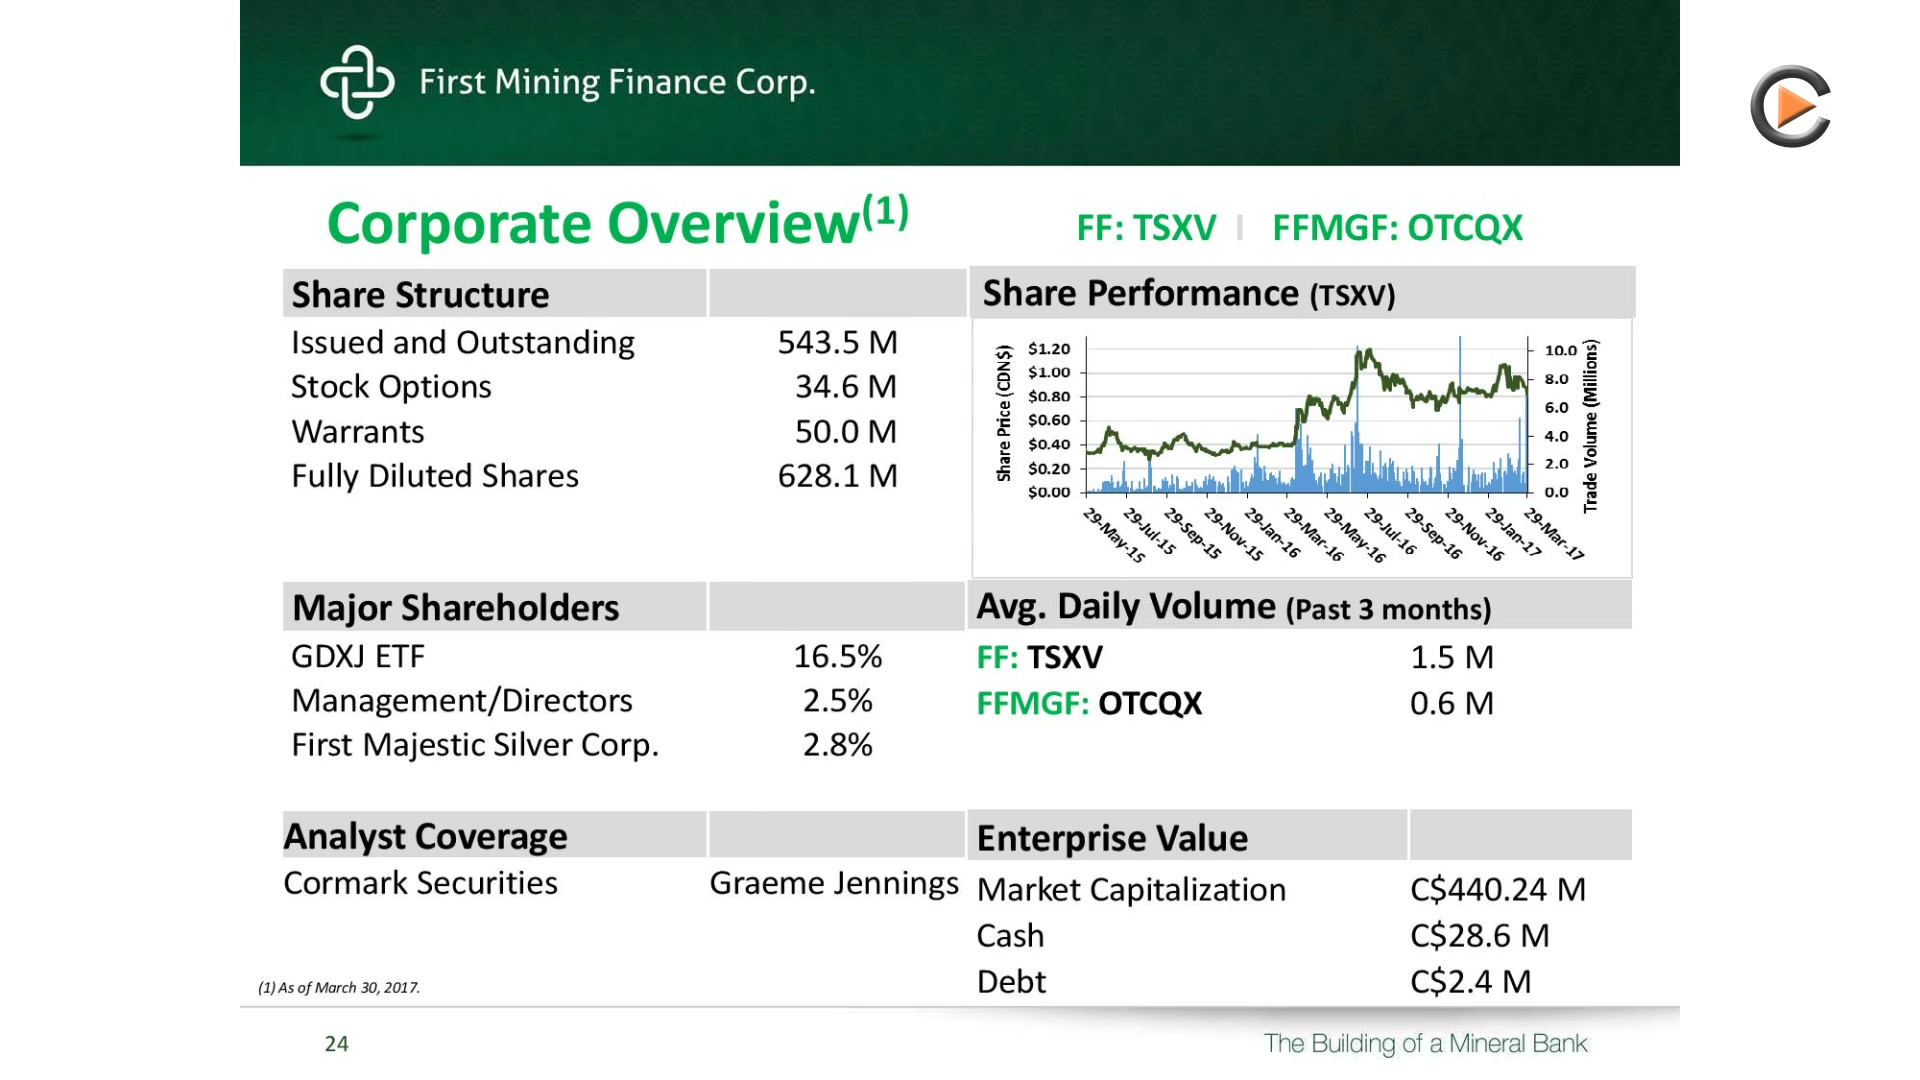 First Mining Finance Corp.
Corporate Overview(1)
FF: TSXV | FFMGF: OTCQX
Share Structure
Issued and Outstanding 543.5 M
Stock Options 34.6 M
Warrants 50.0 M
Fully Diluted Shares 628.1 M
Share Performance (TSXV)
Share Price (CDN$)
$1.20
$1.00
$0.80
$0.60
$0.40
$0.20
$0.00
10.0
8.0
6.0
4.0
2.0
0.0
Trade Volume (Millions)
29-May-15
29-Jul-15
29-Sep-15
29-Nov-15
29-Jan-16
29-Mar-16
29-May-16
29-Jul-16
29-Sep-16
29-Nov-16
29-Jan-17
29-Mar-17
Major Shareholders
GDXJ ETF 16.5%
Management/Directors 2.5%
First Majestic Silver Corp. 2.8%
Avg. Daily Volume (Past 3 months)
FF: TSXV 1.5 M
FFMGF: OTCQX 0.6 M
Analyst Coverage
Cormark Securities Graeme Jennings
Enterprise Value
Market Capitalization C$440.24 M
Cash C$28.6 M
Debt C$2.4 M
(1) As of March 30, 2017.
24
The Building of a Mineral Bank